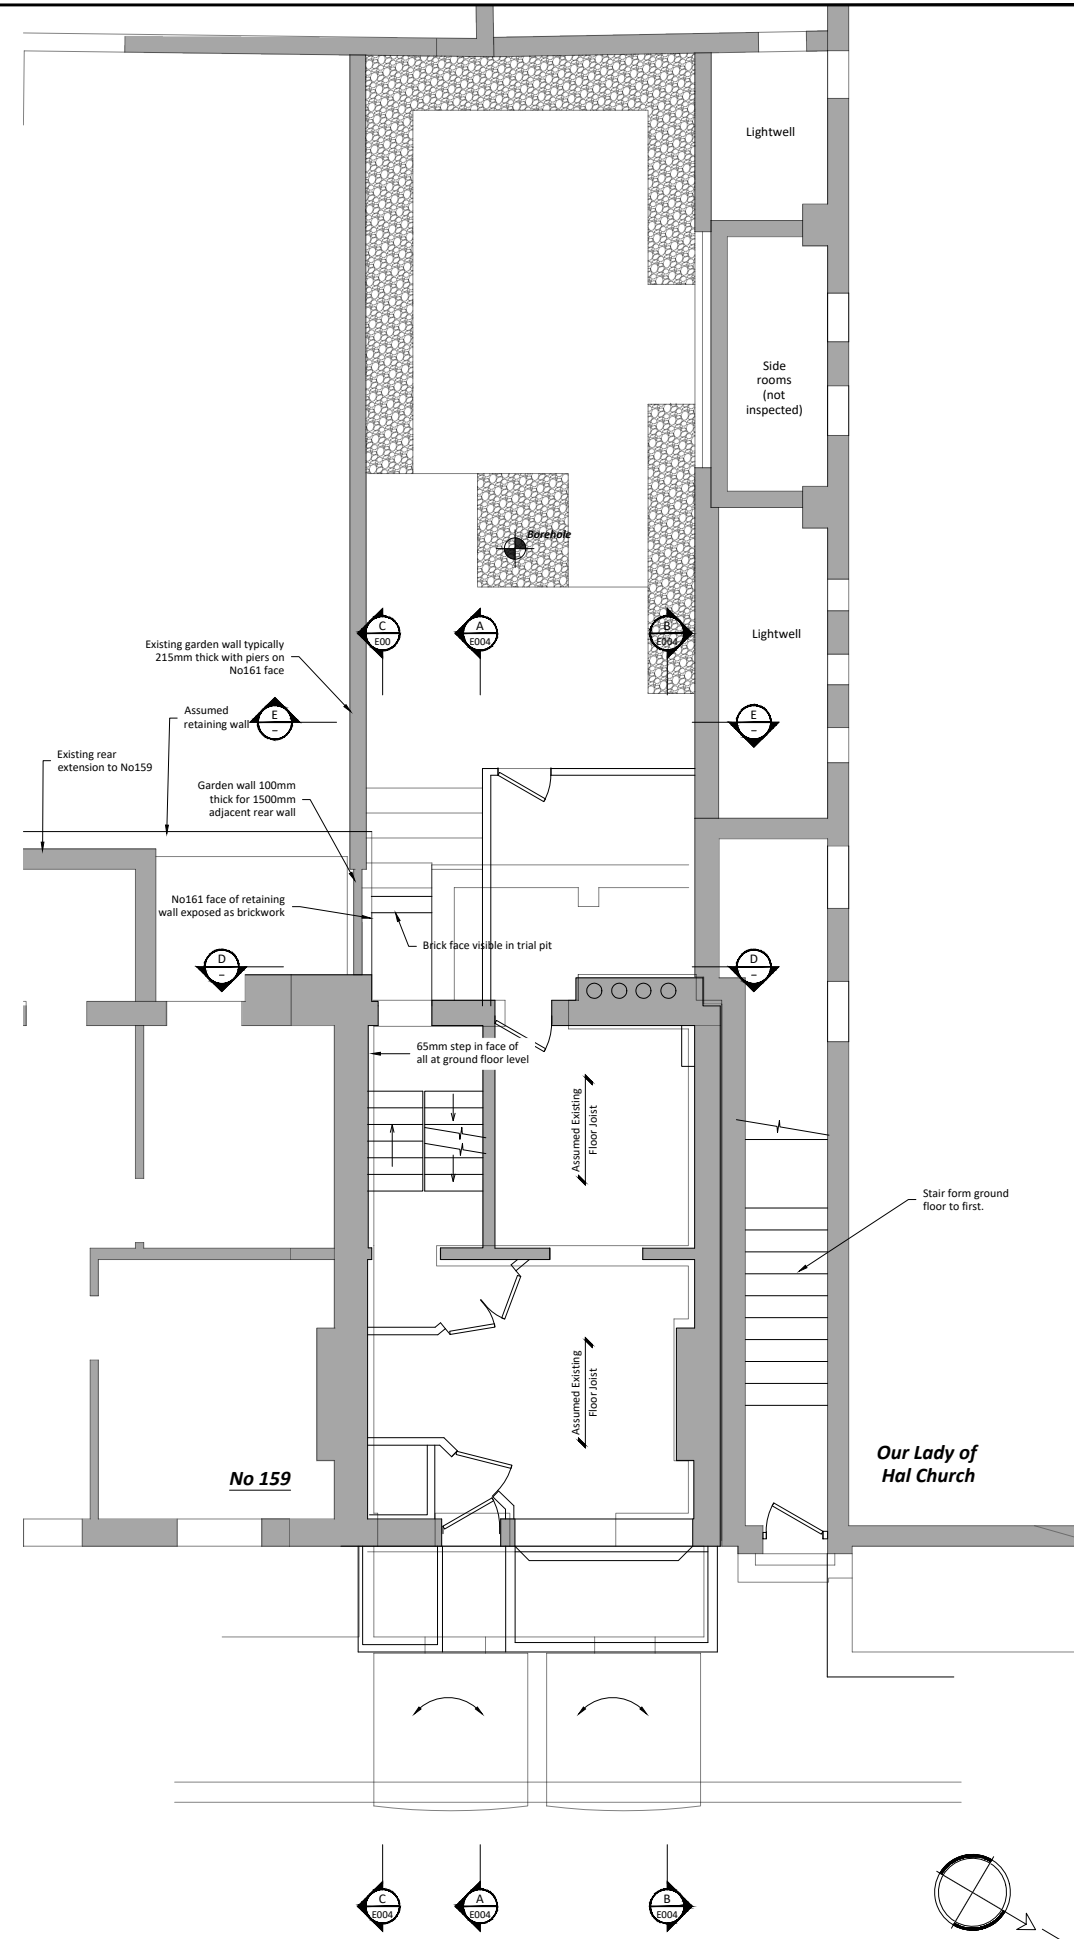 Lightwell
Side
rooms
(not
inspected)
Borehole
C
E00
A
E004
B
E004
Lightwell
Existing garden wall typically
215mm thick with piers on
No161 face
Assumed
retaining wall
E
–
E
–
Existing rear
extension to No159
Garden wall 100mm
thick for 1500mm
adjacent rear wall
No161 face of retaining
wall exposed as brickwork
Brick face visible in trial pit
D
–
D
–
65mm step in face of
all at ground floor level
Assumed Existing
Floor Joist
Stair form ground
floor to first.
Assumed Existing
Floor Joist
No 159
Our Lady of
Hal Church
C
E004
A
E004
B
E004